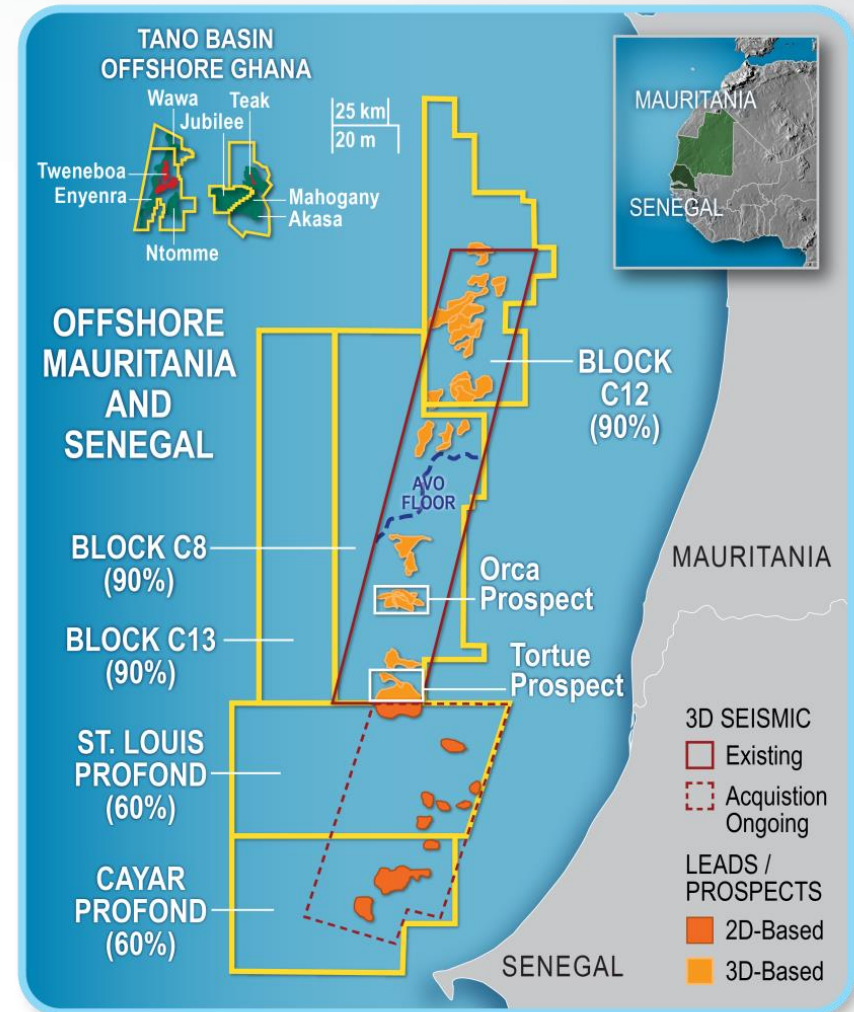 TANO BASIN
OFFSHORE GHANA
Wawa
Teak
Jubilee
Tweneboa
Enyenra
Mahogany
Akasa
Ntomme
25 km
20 m
MAURITANIA
SENEGAL
OFFSHORE
MAURITANIA
AND
SENEGAL
BLOCK
C12
(90%)
AVO
FLOOR
BLOCK C8
(90%)
Orca
Prospect
MAURITANIA
BLOCK C13
(90%)
Tortue
Prospect
ST. LOUIS
PROFOND
(60%)
CAYAR
PROFOND
(60%)
3D SEISMIC
Existing
Acquistion
Ongoing
LEADS /
PROSPECTS
2D-Based
3D-Based
SENEGAL